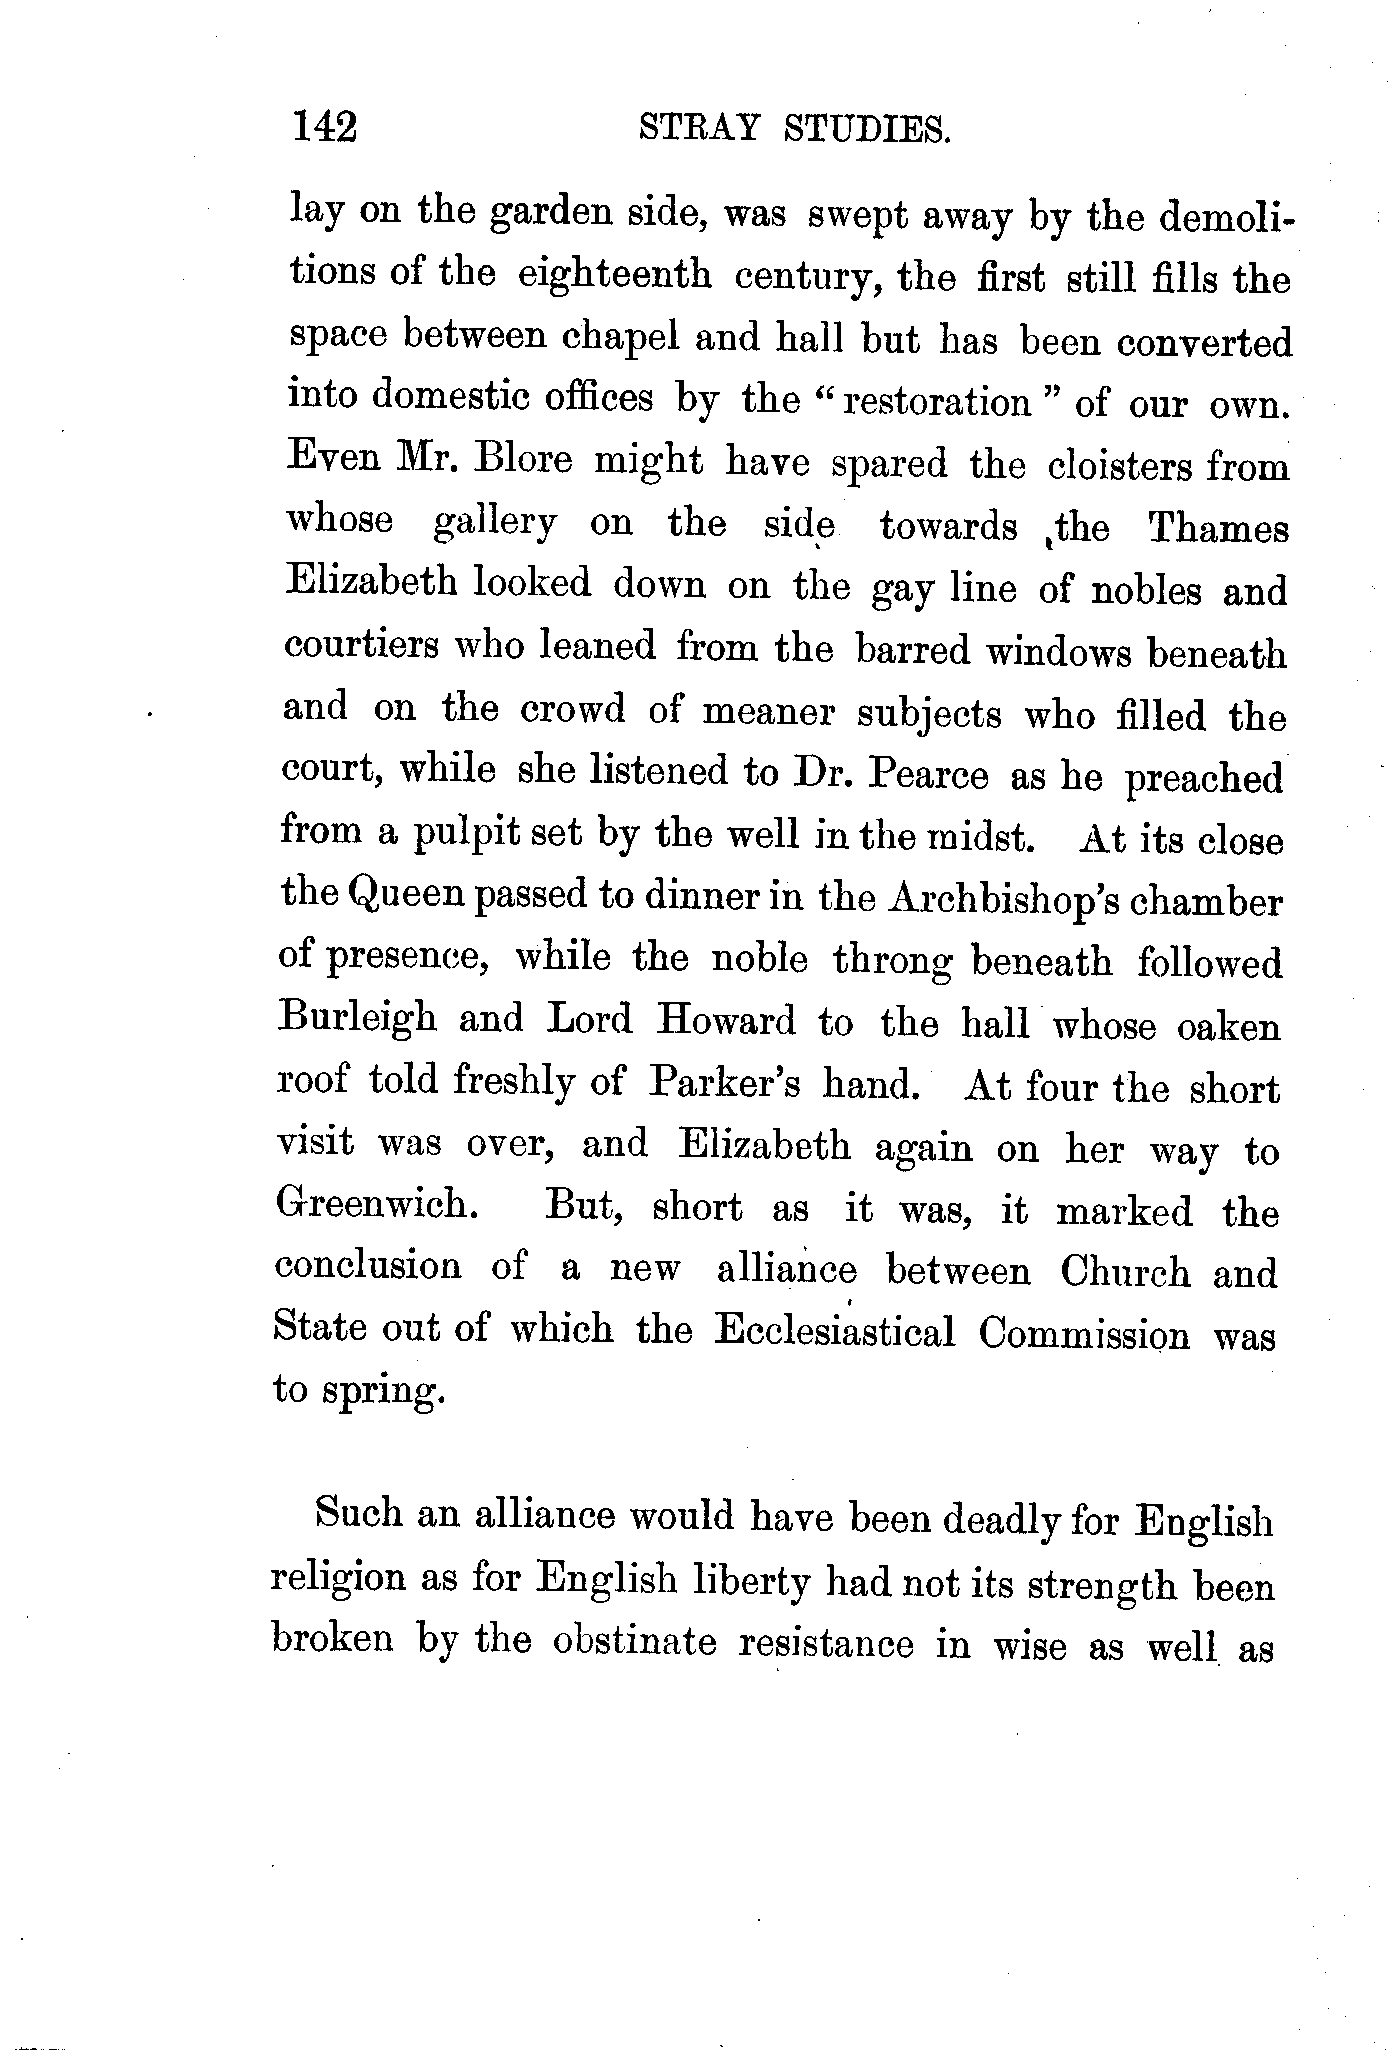 142 STRAY STUDIES.
lay on the garden side, was swept away by the demoli-
tions of the eighteenth century, the first still fills the
space between chapel and hall but has been converted
into domestic offices by the “restoration” of our own.
Even Mr. Blore might have spared the cloisters from
whose gallery on the side towards the Thames
Elizabeth looked down on the gay line of nobles and
courtiers who leaned from the barred windows beneath
and on the crowd of meaner subjects who filled the
court, while she listened to Dr. Pearce as he preached
from a pulpit set by the well in the midst. At its close
the Queen passed to dinner in the Archbishop's chamber
of presence, while the noble throng beneath followed
Burleigh and Lord Howard to the hall whose oaken
roof told freshly of Parker's hand. At four the short
visit was over, and Elizabeth again on her way to
Greenwich. But, short as it was, it marked the
conclusion of a new alliance between Church and
State out of which the Ecclesiastical Commission was
to spring.
Such an alliance would have been deadly for English
religion as for English liberty had not its strength been
broken by the obstinate resistance in wise as well as